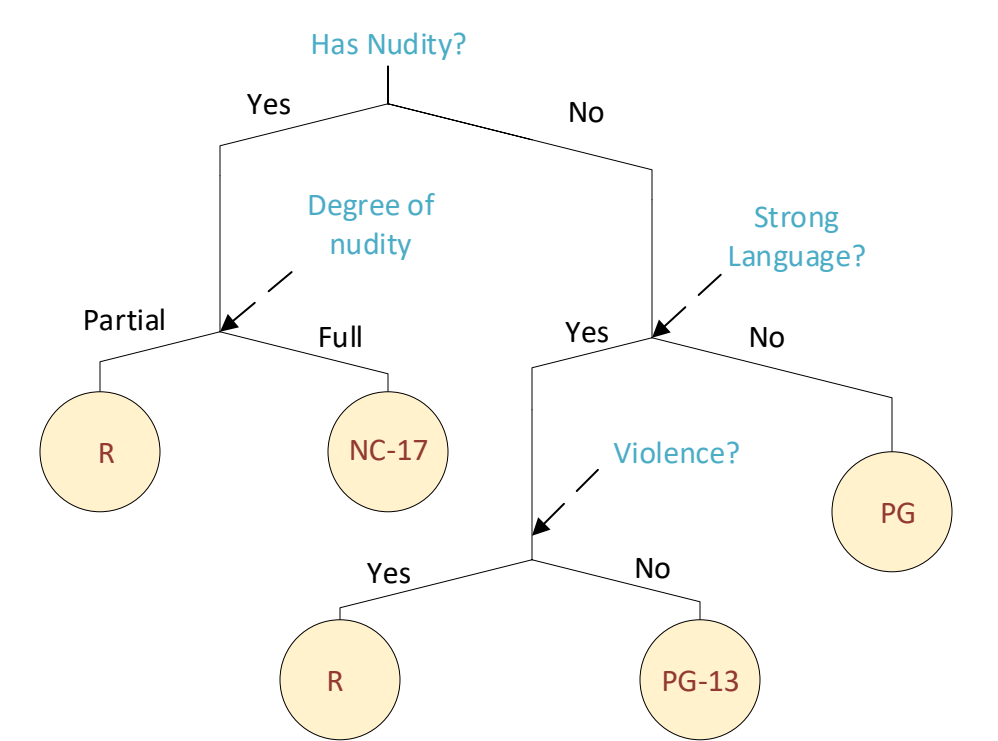 Has Nudity?
Yes
No
Degree of
nudity
Strong
Language?
Partial
Full
Yes
No
R
NC-17
Violence?
PG
Yes
No
R
PG-13